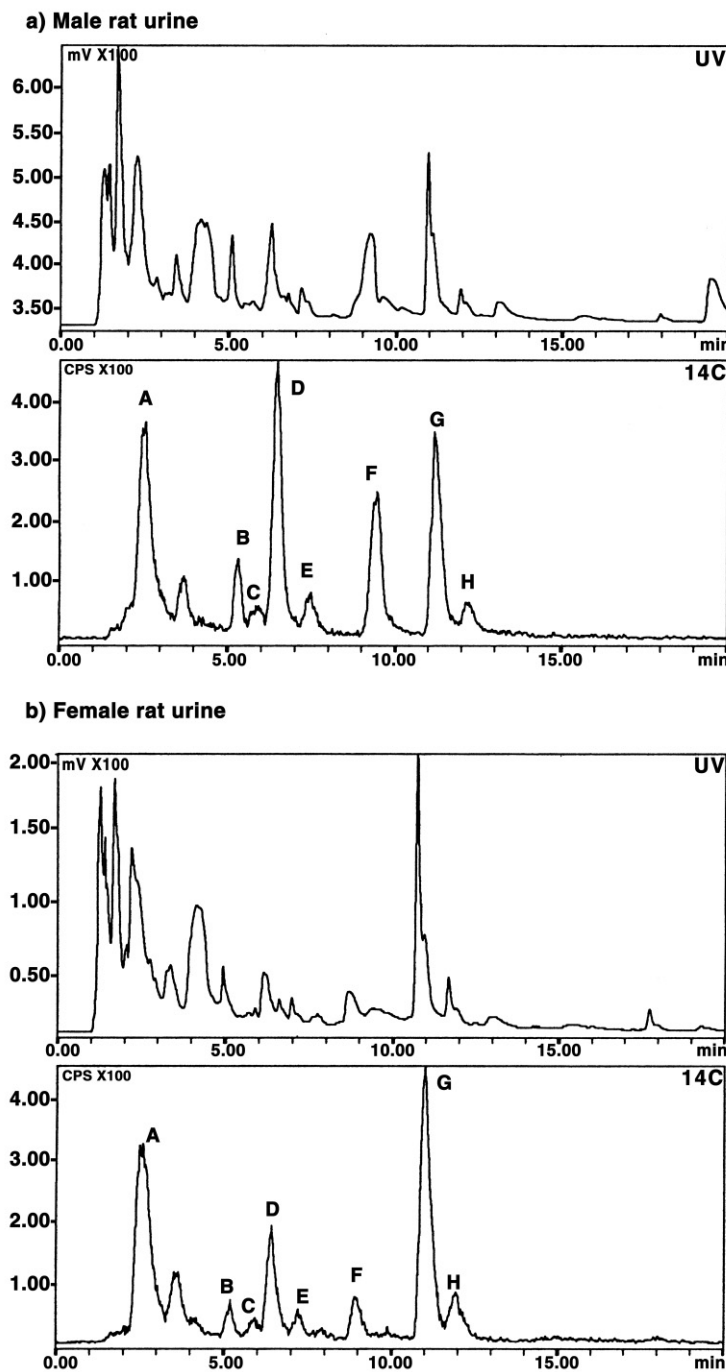 a) Male rat urine
mV X100 UV
6.00
5.50
5.00
4.50
4.00
3.50
0.00 5.00 10.00 15.00 min
CPS X100 14C
4.00
3.00
2.00
1.00
A B C D E F G H
0.00 5.00 10.00 15.00 min
b) Female rat urine
mV X100 UV
2.00
1.50
1.00
0.50
0.00 5.00 10.00 15.00 min
CPS X100 14C
4.00
3.00
2.00
1.00
A B C D E F G H
0.00 5.00 10.00 15.00 min